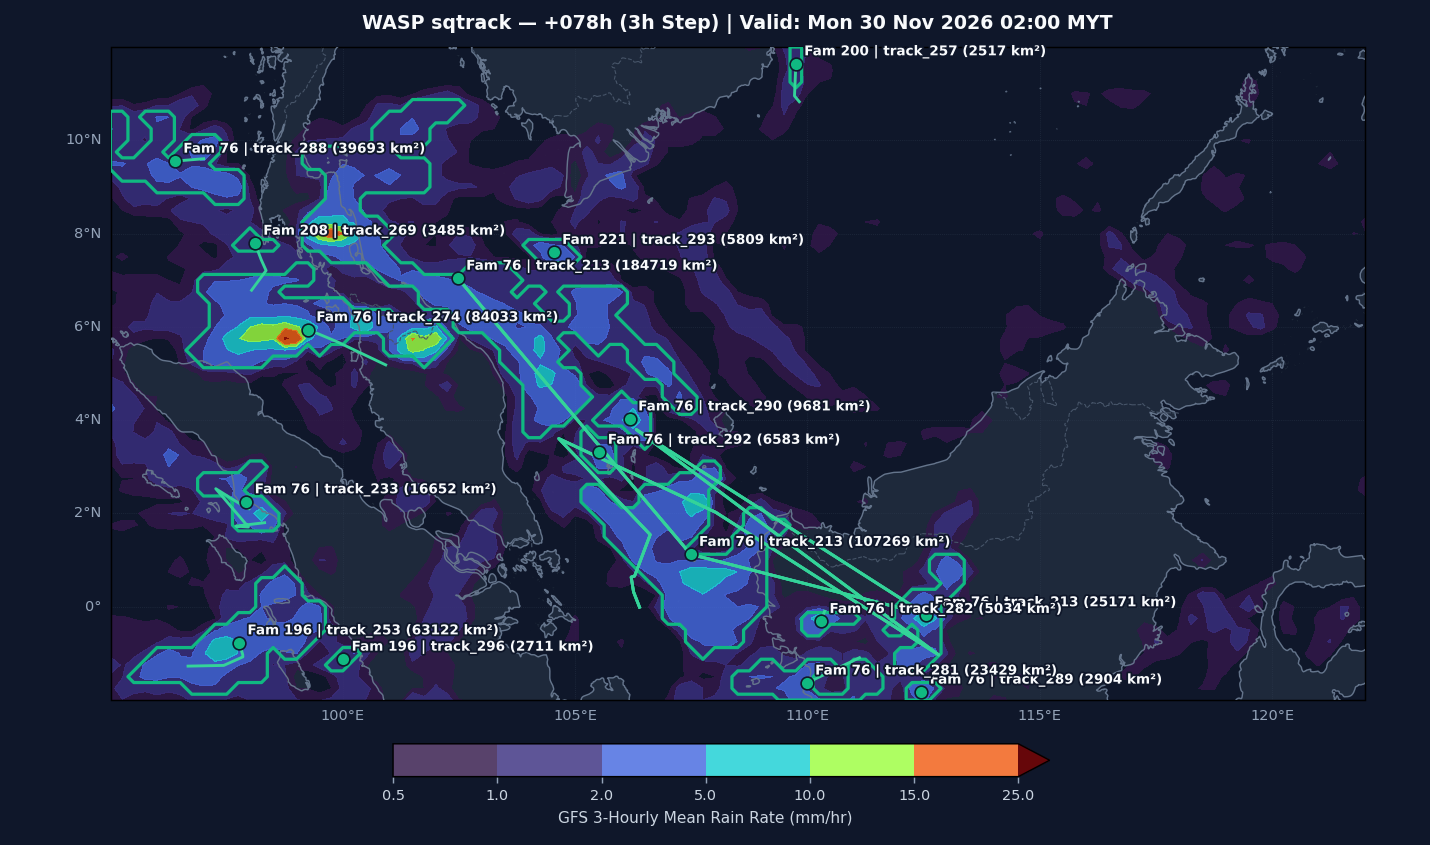 WASP sqtrack — +078h (3h Step) | Valid: Mon 30 Nov 2026 02:00 MYT
Fam 200 | track_257 (2517 km²)
10°N
Fam 76 | track_288 (39693 km²)
8°N
Fam 208 | track_269 (3485 km²)
Fam 221 | track_293 (5809 km²)
Fam 76 | track_213 (184719 km²)
6°N
Fam 76 | track_274 (84033 km²)
4°N
Fam 76 | track_290 (9681 km²)
Fam 76 | track_292 (6583 km²)
Fam 76 | track_233 (16652 km²)
2°N
Fam 76 | track_213 (107269 km²)
0°
Fam 76 | track_213 (25171 km²)
Fam 76 | track_282 (5034 km²)
Fam 196 | track_253 (63122 km²)
Fam 196 | track_296 (2711 km²)
Fam 76 | track_281 (23429 km²)
Fam 76 | track_289 (2904 km²)
100°E 105°E 110°E 115°E 120°E
0.5 1.0 2.0 5.0 10.0 15.0 25.0
GFS 3-Hourly Mean Rain Rate (mm/hr)